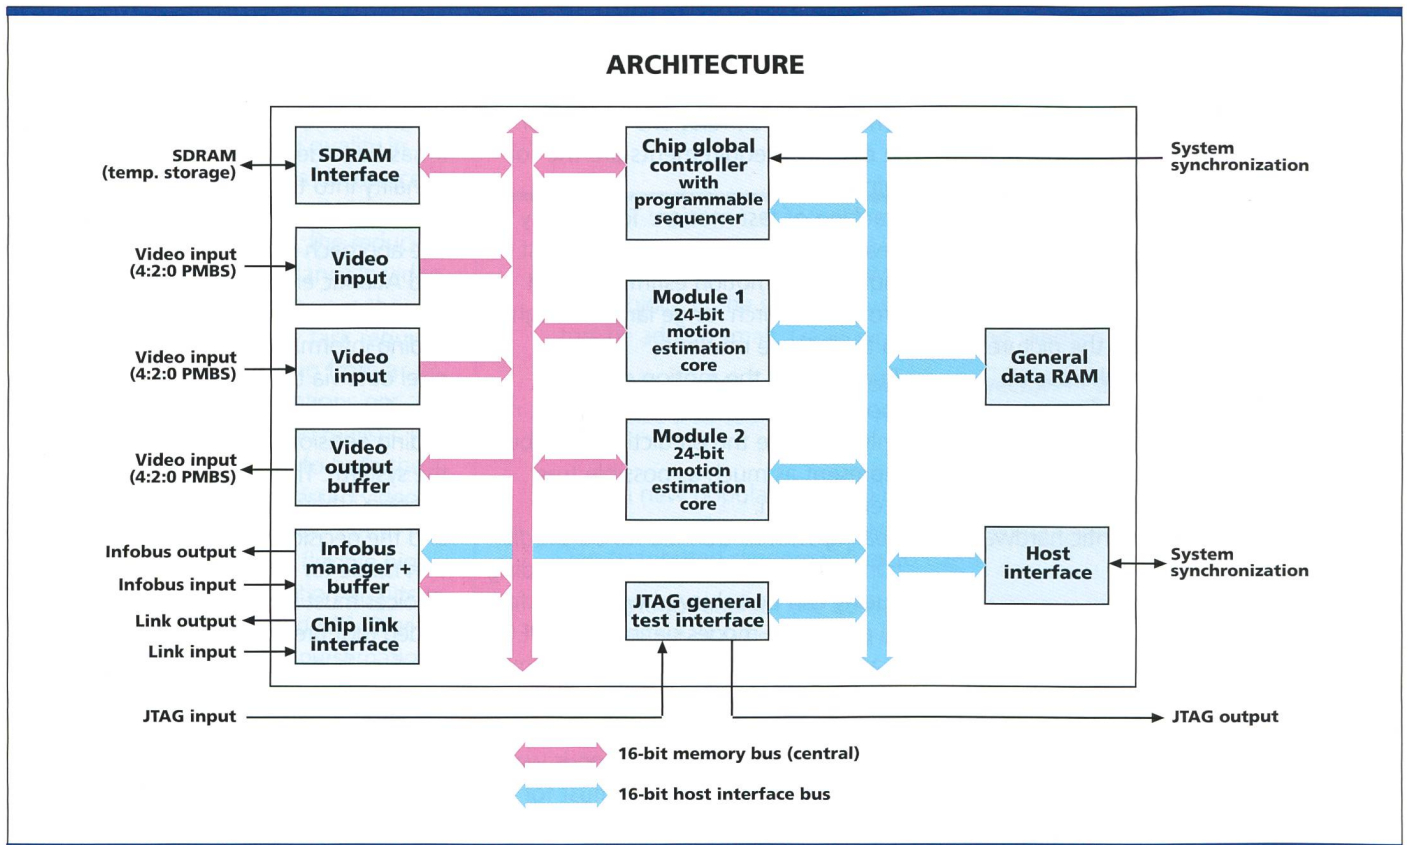 ARCHITECTURE
SDRAM
(temp. storage)
SDRAM
Interface
Chip global
controller
with
programmable
sequencer
System
synchronization
Video input
(4:2:0 PMBS)
Video
input
Module 1
24-bit
motion
estimation
core
Video input
(4:2:0 PMBS)
Video
input
General
data RAM
Video input
(4:2:0 PMBS)
Video
output
buffer
Module 2
24-bit
motion
estimation
core
Infobus output
Infobus input
Infobus
manager +
buffer
Host
interface
System
synchronization
Link output
Link input
Chip link
interface
JTAG general
test interface
JTAG input
JTAG output
16-bit memory bus (central)
16-bit host interface bus